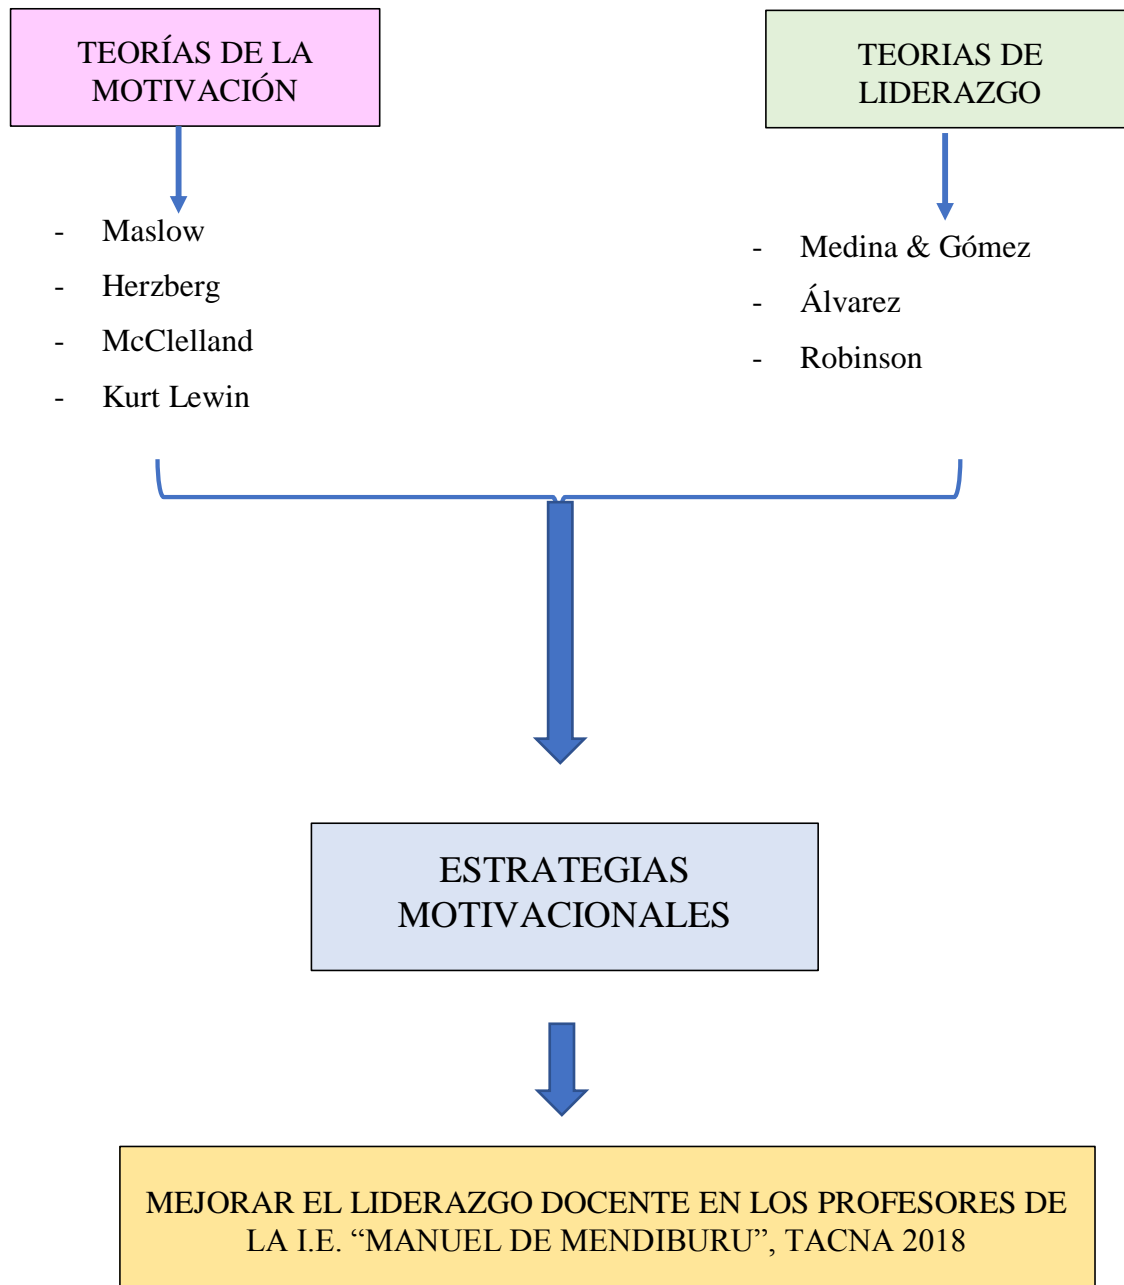 TEORÍAS DE LA
MOTIVACIÓN
- Maslow
- Herzberg
- McClelland
- Kurt Lewin
TEORIAS DE
LIDERAZGO
- Medina & Gómez
- Álvarez
- Robinson
ESTRATEGIAS
MOTIVACIONALES
MEJORAR EL LIDERAZGO DOCENTE EN LOS PROFESORES DE
LA I.E. “MANUEL DE MENDIBURU”, TACNA 2018